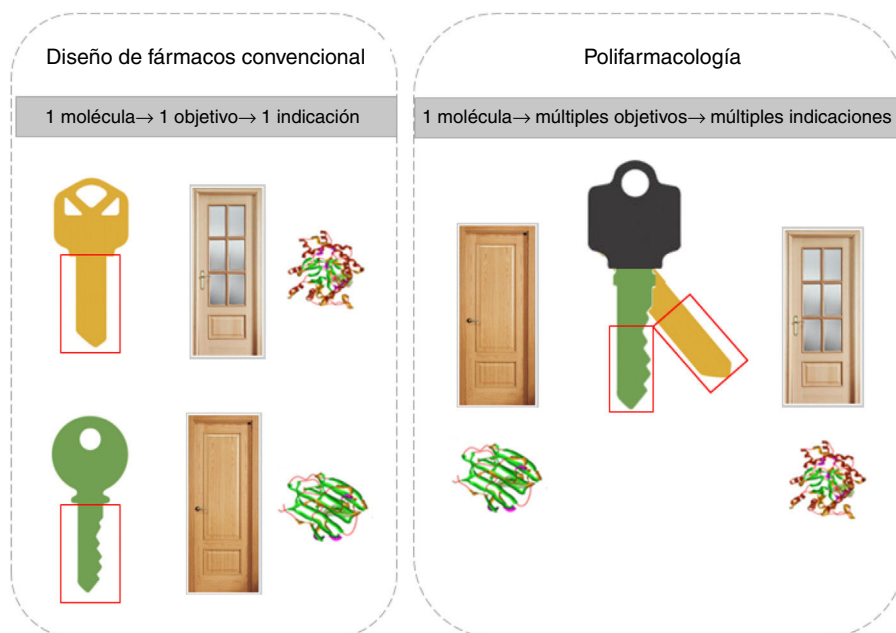 Diseño de fármacos convencional
1 molécula→ 1 objetivo→ 1 indicación
Polifarmacología
1 molécula→ múltiples objetivos→ múltiples indicaciones